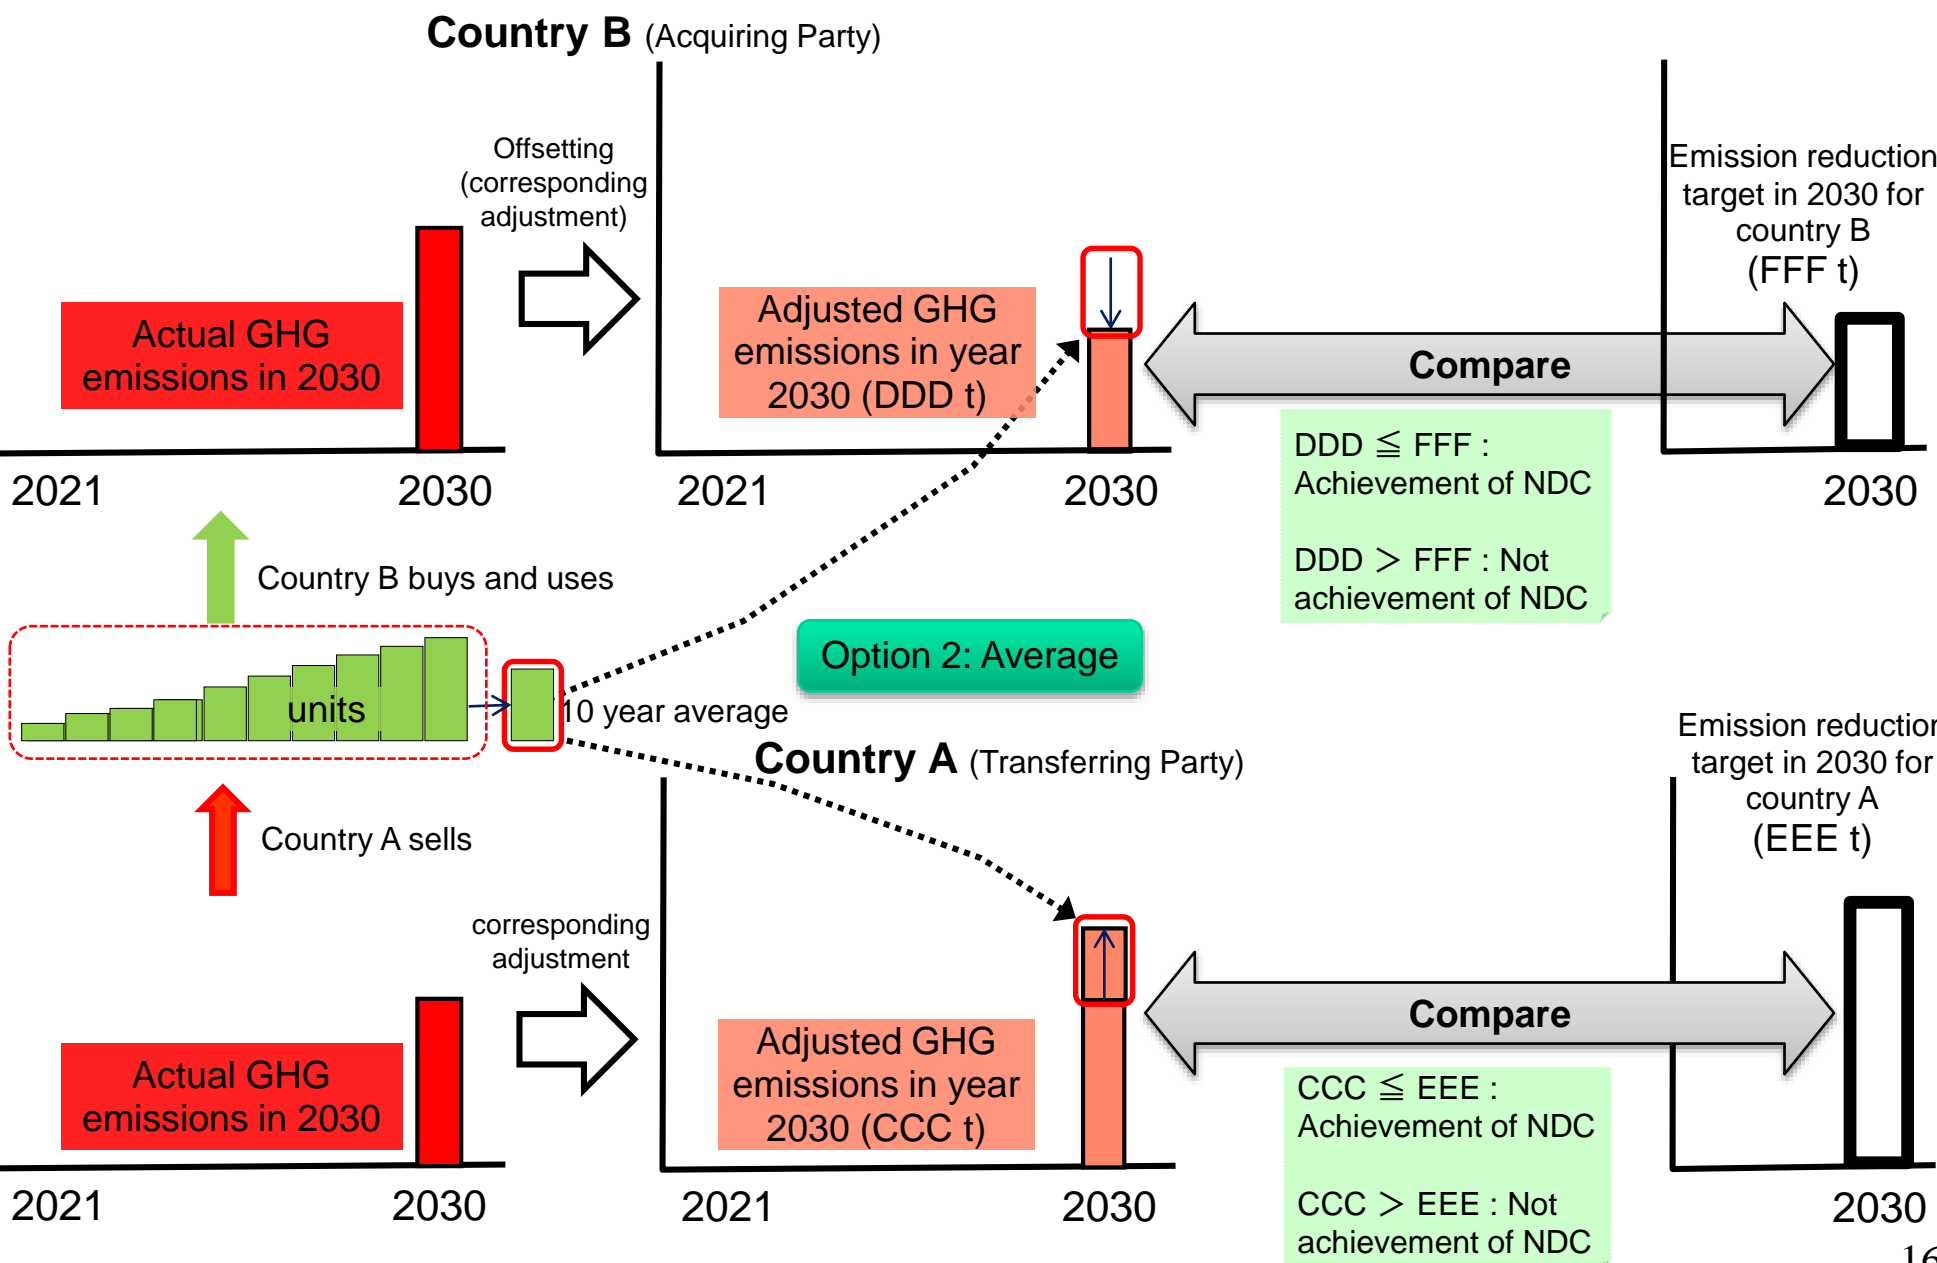 Country B (Acquiring Party)
Offsetting
(corresponding
adjustment)
Actual GHG
emissions in 2030
2021
2030
Adjusted GHG
emissions in year
2030 (DDD t)
2021
2030
Compare
DDD ≦ FFF :
Achievement of NDC
DDD > FFF : Not
achievement of NDC
Emission reduction
target in 2030 for
country B
(FFF t)
2030
Country B buys and uses
units
10 year average
Option 2: Average
Country A sells
Country A (Transferring Party)
corresponding
adjustment
Actual GHG
emissions in 2030
2021
2030
Adjusted GHG
emissions in year
2030 (CCC t)
2021
2030
Compare
CCC ≦ EEE :
Achievement of NDC
CCC > EEE : Not
achievement of NDC
Emission reduction
target in 2030 for
country A
(EEE t)
2030
16